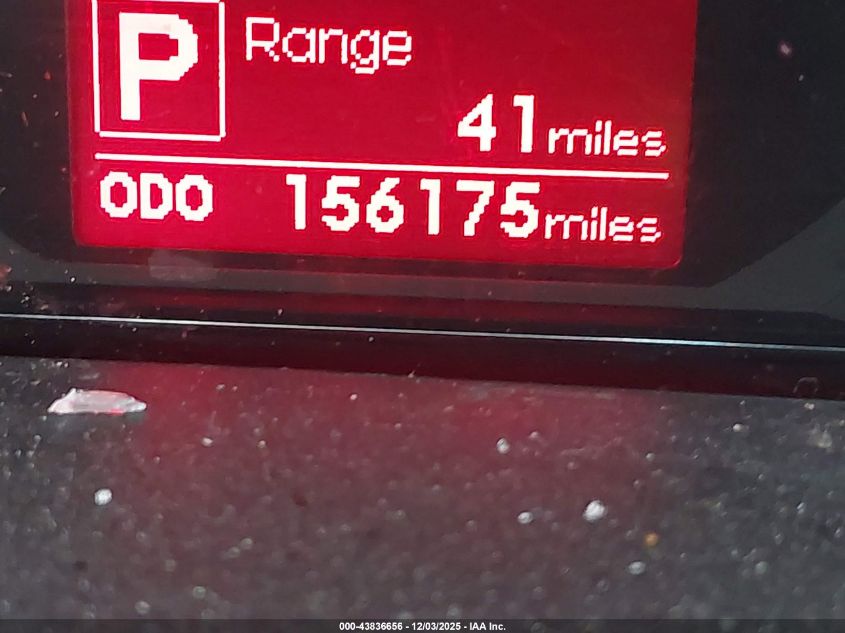 P Range
41 miles
ODO 156175 miles
000-43836656 - 12/03/2025 - IAA Inc.